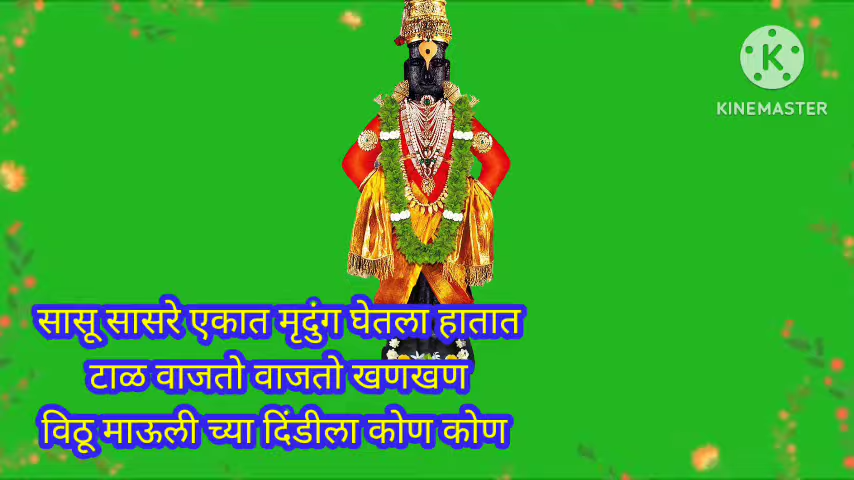 KINEMASTER
सासू सासरे एकात मृदुंग घेतला हातात
टाळ वाजतो वाजतो खणखण
विठू माऊली च्या दिंडीला कोण कोण